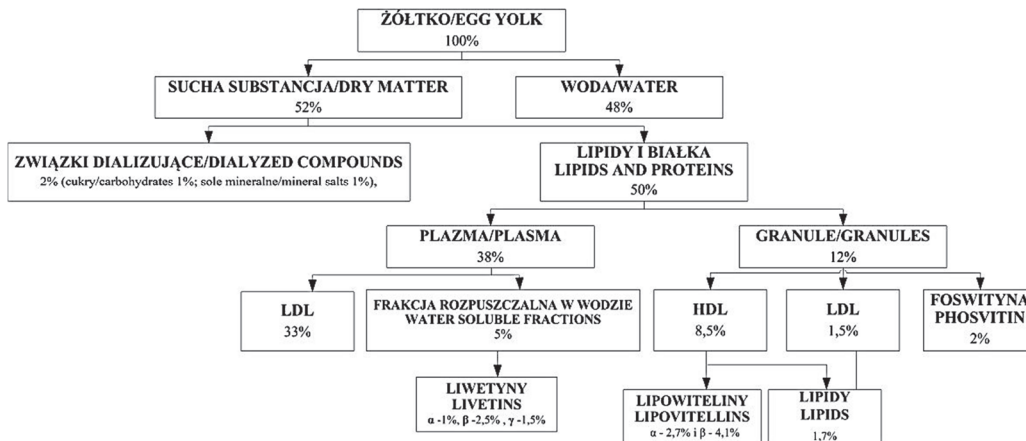 ŻÓŁTKO/EGG YOLK
100%
SUCHA SUBSTANCJA/DRY MATTER
52%
WODA/WATER
48%
ZWIĄZKI DIALIZUJĄCE/DIALYZED COMPOUNDS
2% (cukry/carbohydrates 1%; sole mineralne/mineral salts 1%),
LIPIDY I BIAŁKA
LIPIDS AND PROTEINS
50%
PLAZMA/PLASMA
38%
GRANULE/GRANULES
12%
LDL
33%
FRAKCJA ROZPUSZCZALNA W WODZIE
WATER SOLUBLE FRACTIONS
5%
HDL
8,5%
LDL
1,5%
FOSWITYNA
PHOSVITIN
2%
LIWETYNY
LIVETINS
α -1%, β -2,5% , γ -1,5%
LIPOWITELINY
LIPOVITELLINS
α - 2,7% i β - 4,1%
LIPIDY
LIPIDS
1,7%